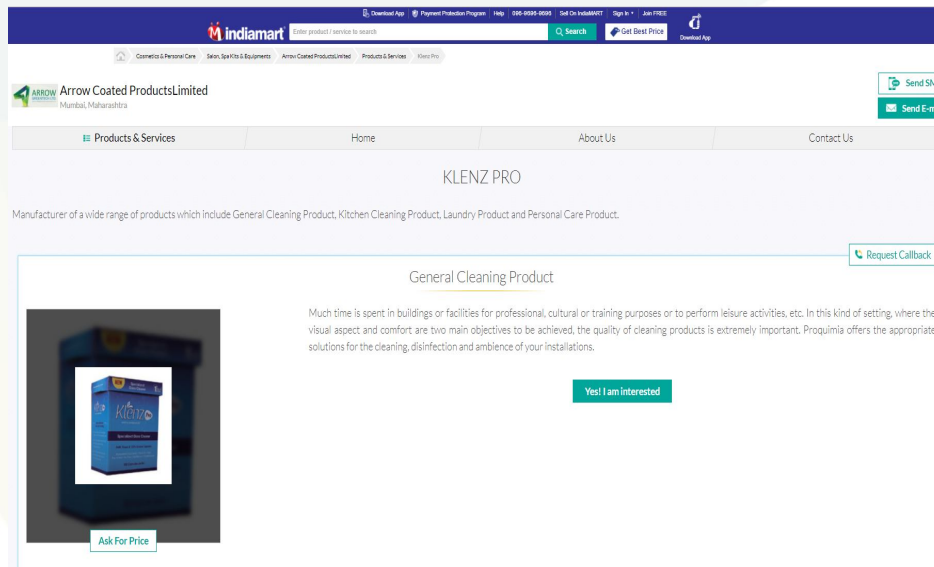 Download App Payment Protection Program Help 096-9696-9696 Sell On IndiaMART Sign In Join FREE
indiamart Enter product / service to search Search Get Best Price Download App
Cosmetics & Personal Care Salon, Spa Kits & Equipments Arrow Coated ProductsLimited Products & Services Klenz Pro
ARROW Arrow Coated ProductsLimited
Mumbai, Maharashtra
Send SM
Send E-m
Products & Services Home About Us Contact Us
KLENZ PRO
Manufacturer of a wide range of products which include General Cleaning Product, Kitchen Cleaning Product, Laundry Product and Personal Care Product.
Request Callback
General Cleaning Product
Much time is spent in buildings or facilities for professional, cultural or training purposes or to perform leisure activities, etc. In this kind of setting, where the
visual aspect and comfort are two main objectives to be achieved, the quality of cleaning products is extremely important. Proquimia offers the appropriate
solutions for the cleaning, disinfection and ambience of your installations.
Yes! I am interested
Klenz
Ask For Price